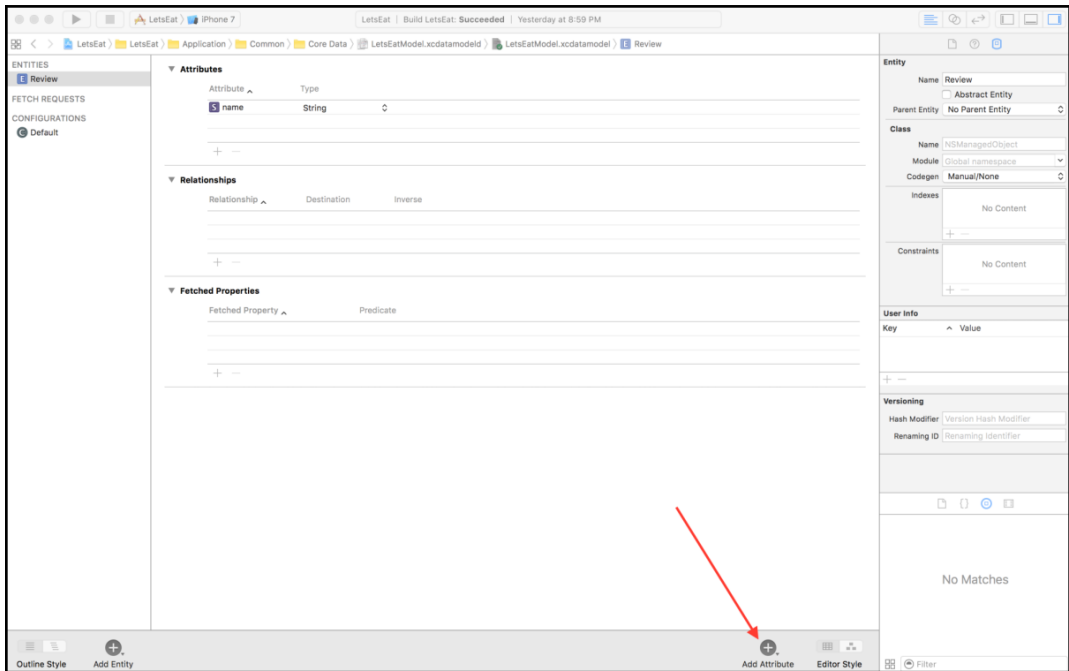 LetsEat 〉 iPhone 7
LetsEat | Build LetsEat: Succeeded | Yesterday at 8:59 PM
LetsEat 〉 LetsEat 〉 Application 〉 Common 〉 Core Data 〉 LetsEatModel.xcdatamodeld 〉 LetsEatModel.xcdatamodel 〉 E Review
ENTITIES
E Review
FETCH REQUESTS
CONFIGURATIONS
C Default
Attributes
Attribute Type
S name String
+ −
Relationships
Relationship Destination Inverse
+ −
Fetched Properties
Fetched Property Predicate
+ −
Entity
Name Review
Abstract Entity
Parent Entity No Parent Entity
Class
Name NSManagedObject
Module Global namespace
Codegen Manual/None
Indexes
No Content
+ −
Constraints
No Content
+ −
User Info
Key Value
+ −
Versioning
Hash Modifier Version Hash Modifier
Renaming ID Renaming Identifier
No Matches
Outline Style Add Entity Add Attribute Editor Style
Filter